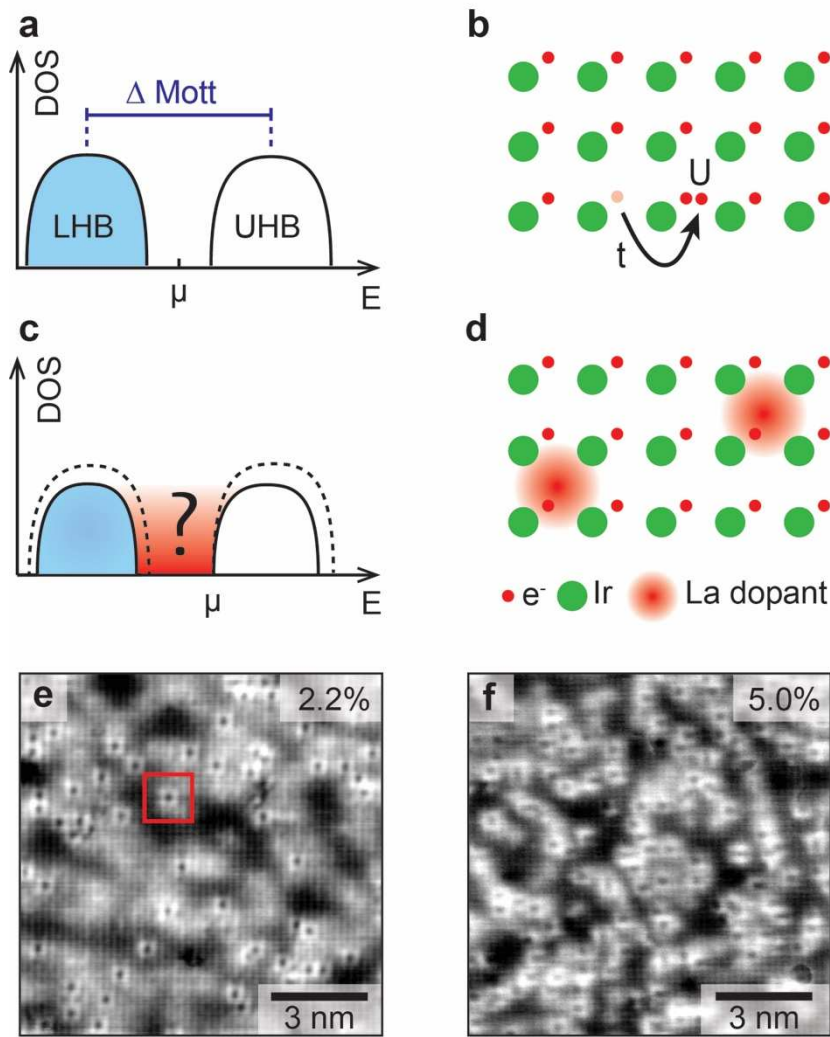 a
DOS
Δ Mott
LHB
UHB
μ
E
b
U
t
c
DOS
?
μ
E
d
e⁻ Ir La dopant
e
2.2%
3 nm
f
5.0%
3 nm